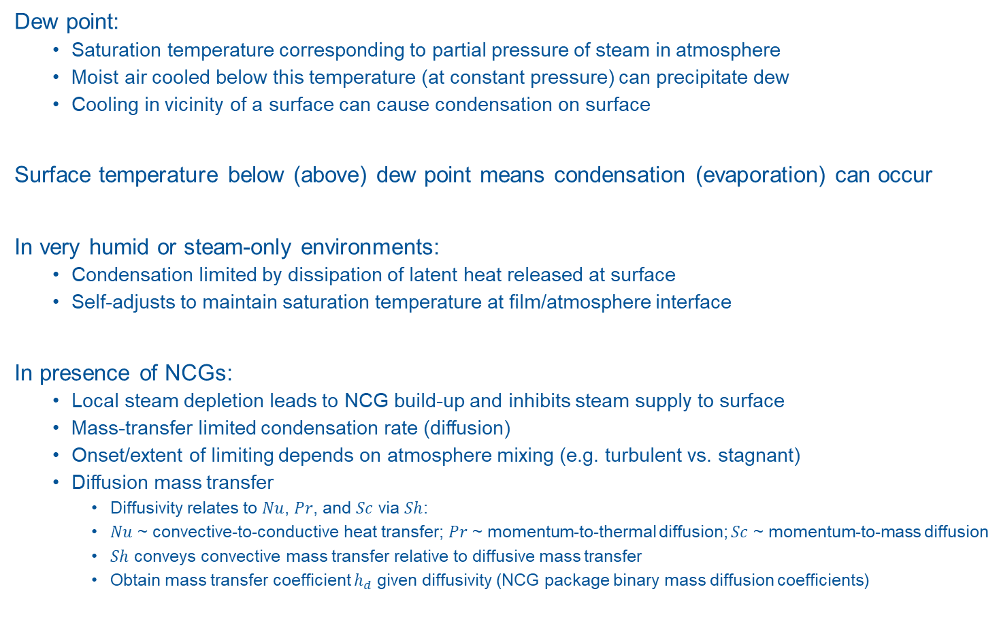 Dew point:
• Saturation temperature corresponding to partial pressure of steam in atmosphere
• Moist air cooled below this temperature (at constant pressure) can precipitate dew
• Cooling in vicinity of a surface can cause condensation on surface
Surface temperature below (above) dew point means condensation (evaporation) can occur
In very humid or steam-only environments:
• Condensation limited by dissipation of latent heat released at surface
• Self-adjusts to maintain saturation temperature at film/atmosphere interface
In presence of NCGs:
• Local steam depletion leads to NCG build-up and inhibits steam supply to surface
• Mass-transfer limited condensation rate (diffusion)
• Onset/extent of limiting depends on atmosphere mixing (e.g. turbulent vs. stagnant)
• Diffusion mass transfer
• Diffusivity relates to Nu, Pr, and Sc via Sh:
• Nu ~ convective-to-conductive heat transfer; Pr ~ momentum-to-thermal diffusion; Sc ~ momentum-to-mass diffusion
• Sh conveys convective mass transfer relative to diffusive mass transfer
• Obtain mass transfer coefficient h_d given diffusivity (NCG package binary mass diffusion coefficients)